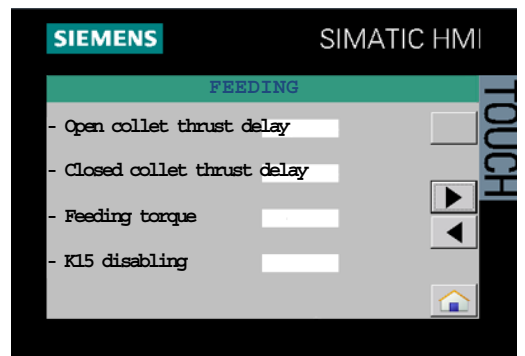 SIEMENS
SIMATIC HMI
TOUCH
FEEDING
- Open collet thrust delay
- Closed collet thrust delay
- Feeding torque
- K15 disabling